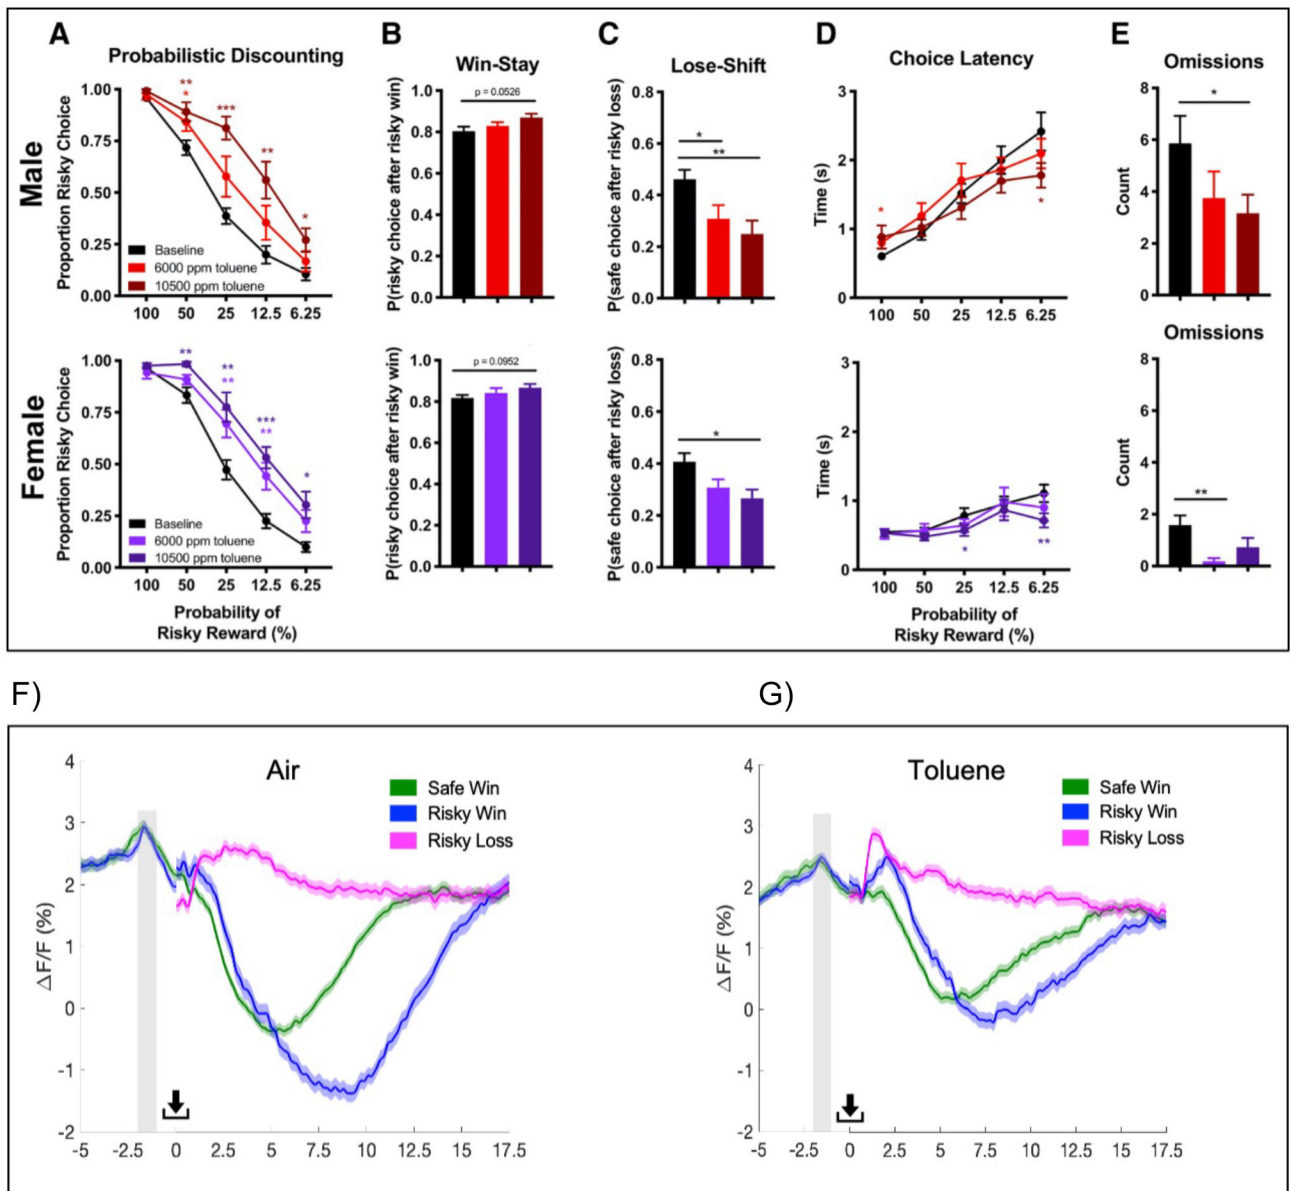 A
B
C
D
E
Male
Probabilistic Discounting
Proportion Risky Choice
1.00
0.75
0.50
0.25
0.00
**
*
***
**
*
Baseline
6000 ppm toluene
10500 ppm toluene
100 50 25 12.5 6.25
Win-Stay
P(risky choice after risky win)
1.0
0.8
0.6
0.4
0.2
0.0
p = 0.0526
Lose-Shift
P(safe choice after risky loss)
0.8
0.6
0.4
0.2
0.0
*
**
Choice Latency
Time (s)
3
2
1
0
*
*
100 50 25 12.5 6.25
Omissions
Count
8
6
4
2
0
*
Female
Proportion Risky Choice
1.00
0.75
0.50
0.25
0.00
**
**
**
***
**
*
Baseline
6000 ppm toluene
10500 ppm toluene
100 50 25 12.5 6.25
Probability of
Risky Reward (%)
P(risky choice after risky win)
1.0
0.8
0.6
0.4
0.2
0.0
p = 0.0952
P(safe choice after risky loss)
0.8
0.6
0.4
0.2
0.0
*
Time (s)
3
2
1
0
*
**
100 50 25 12.5 6.25
Probability of
Risky Reward (%)
Omissions
Count
8
6
4
2
0
**
F)
Air
ΔF/F (%)
4
3
2
1
0
-1
-2
Safe Win
Risky Win
Risky Loss
-5 -2.5 0 2.5 5 7.5 10 12.5 15 17.5
G)
Toluene
ΔF/F (%)
4
3
2
1
0
-1
-2
Safe Win
Risky Win
Risky Loss
-5 -2.5 0 2.5 5 7.5 10 12.5 15 17.5